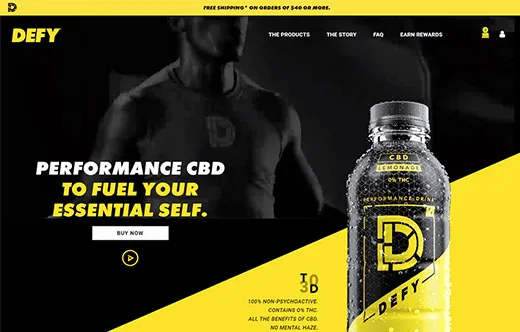 FREE SHIPPING* ON ORDERS OF $40 OR MORE.
DEFY
THE PRODUCTS
THE STORY
FAQ
EARN REWARDS
PERFORMANCE CBD
TO FUEL YOUR
ESSENTIAL SELF.
BUY NOW
CBD
LEMONADE
0% THC
PERFORMANCE DRINK
D
DEFY
100% NON-PSYCHOACTIVE.
CONTAINS 0% THC.
ALL THE BENEFITS OF CBD.
NO MENTAL HAZE.